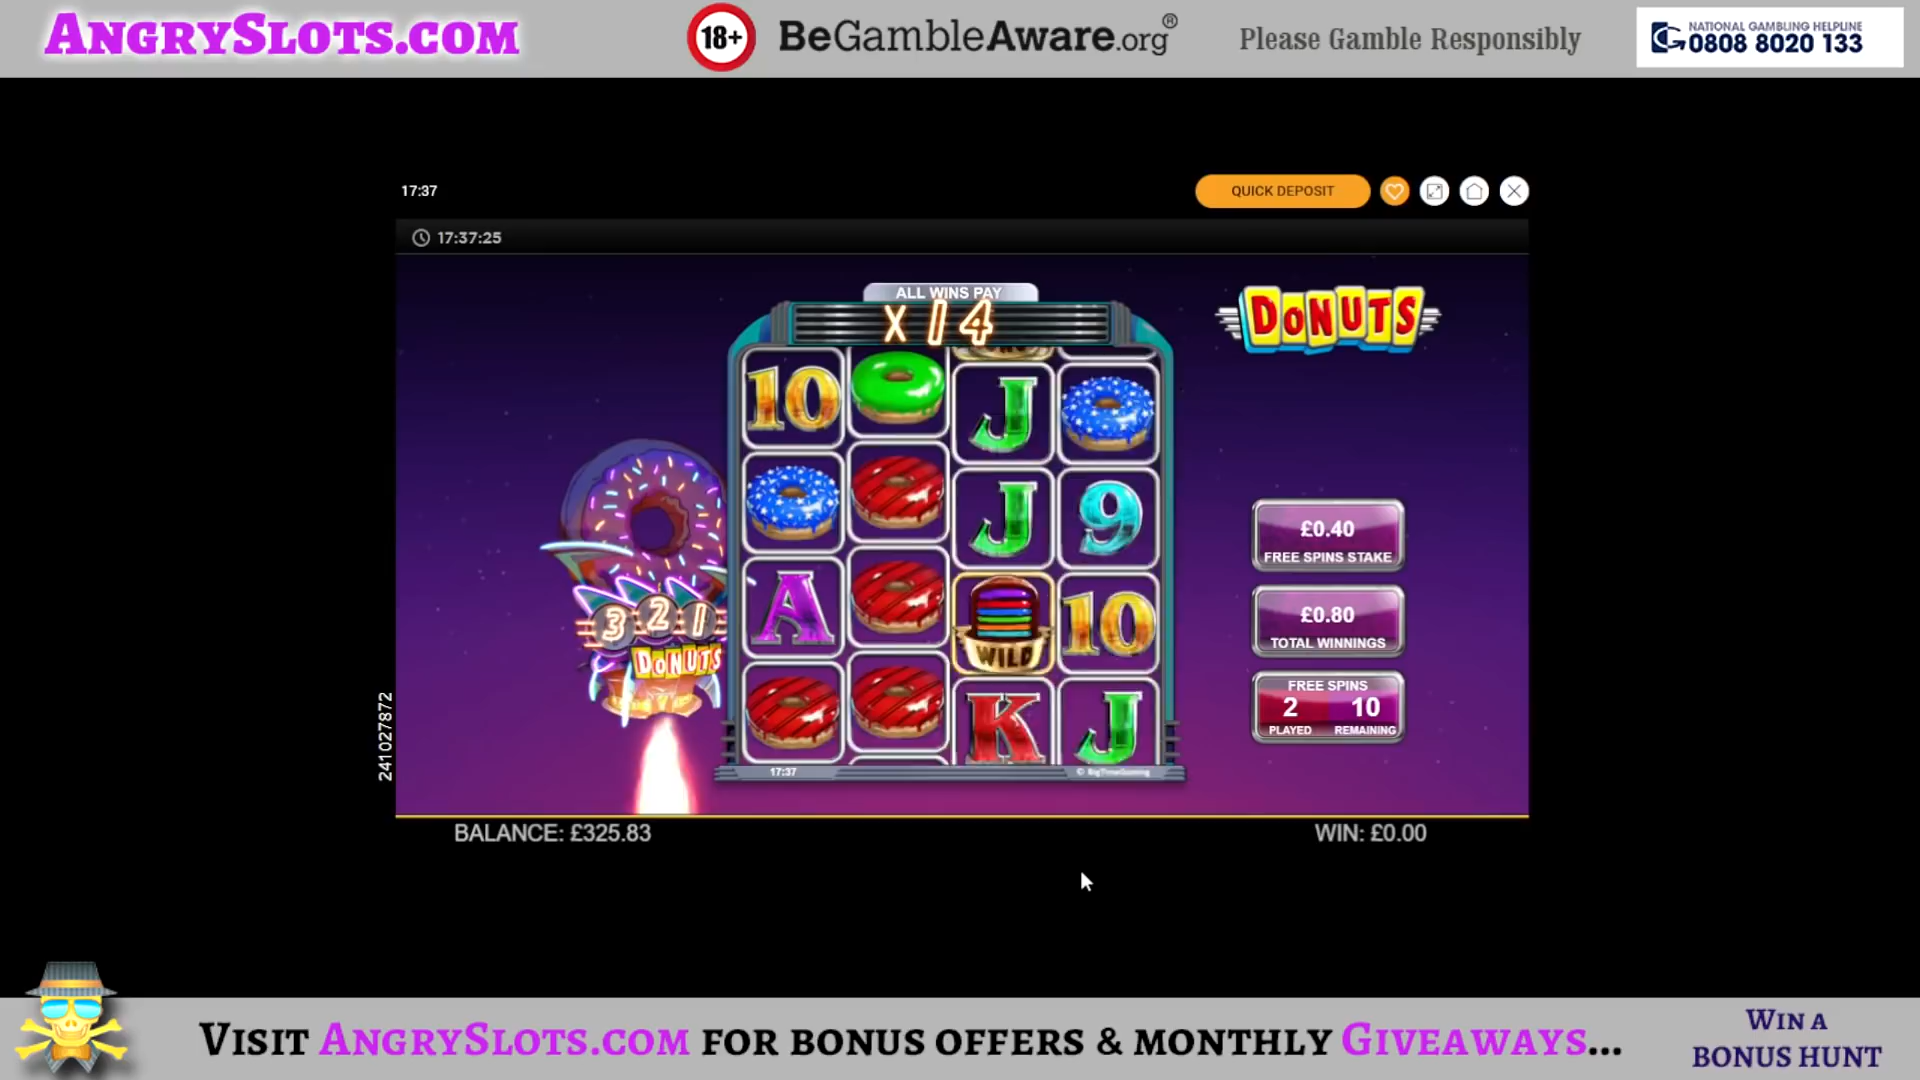 AngrySlots.com
18+
BeGambleAware.org®
Please Gamble Responsibly
NATIONAL GAMBLING HELPLINE
0808 8020 133
17:37
QUICK DEPOSIT
17:37:25
ALL WINS PAY
X 14
DONUTS
10
J
J
9
A
WILD
10
K
J
3 2 1
DONUTS
£0.40
FREE SPINS STAKE
£0.80
TOTAL WINNINGS
FREE SPINS
2 10
PLAYED REMAINING
241027872
17:37
© BigTimeGaming
BALANCE: £325.83
WIN: £0.00
Visit AngrySlots.com for bonus offers & monthly Giveaways...
Win a
Bonus Hunt